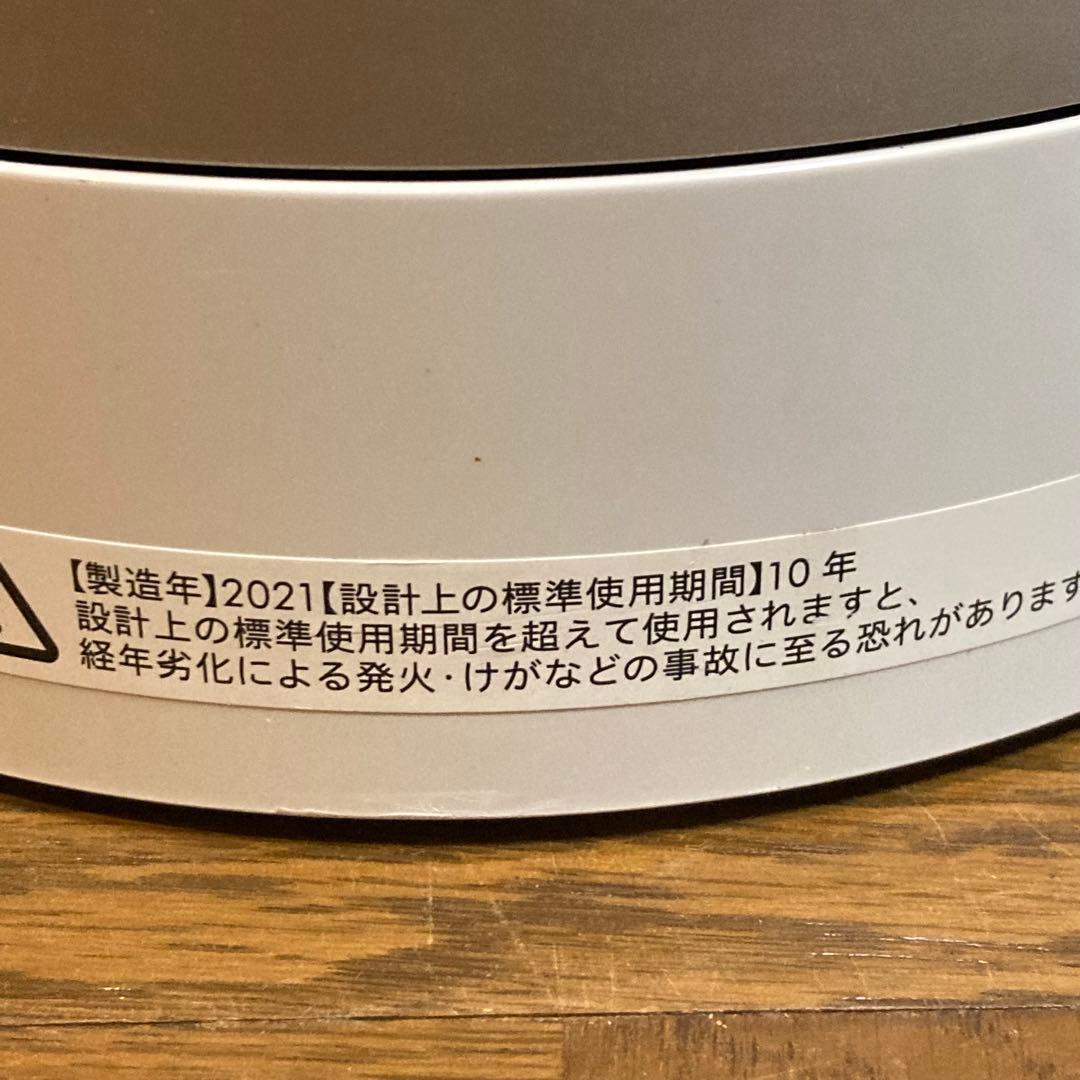 【製造年】2021【設計上の標準使用期間】10 年
設計上の標準使用期間を超えて使用されますと、
経年劣化による発火・けがなどの事故に至る恐れがあります